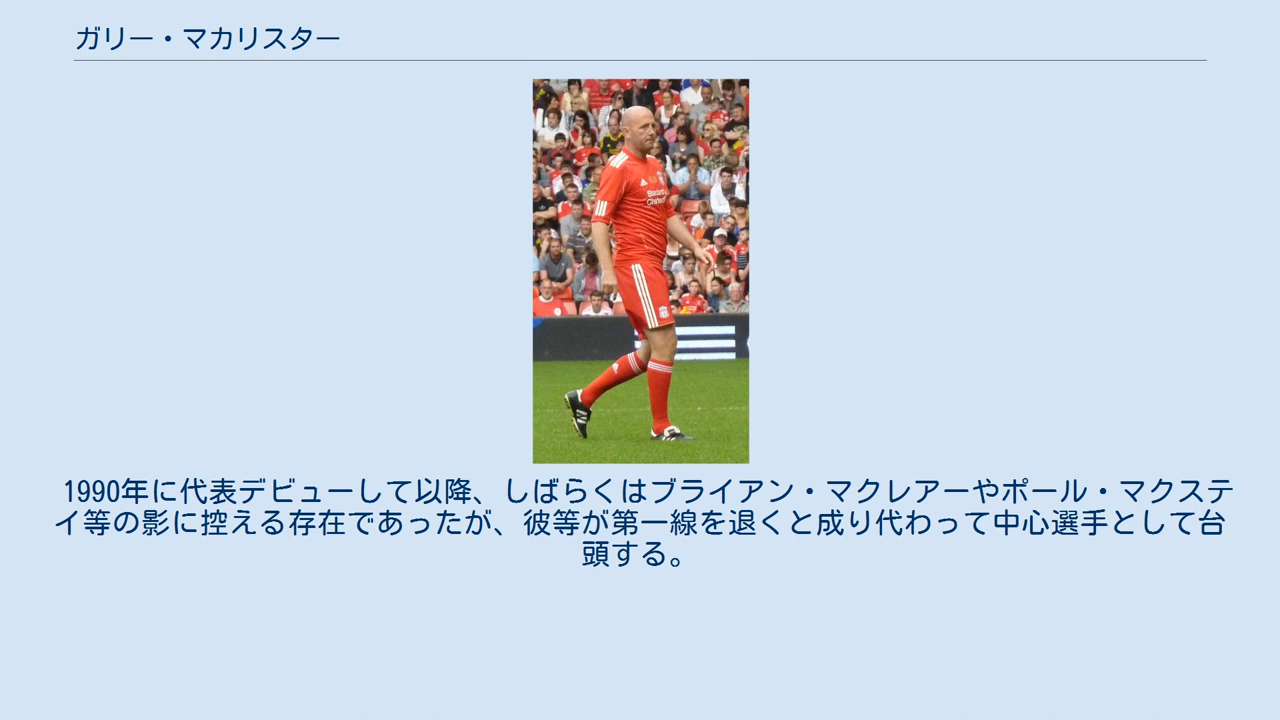 ガリー・マカリスター
Standard
Chartered
1990年に代表デビューして以降、しばらくはブライアン・マクレアーやポール・マクステ
イ等の影に控える存在であったが、彼等が第一線を退くと成り代わって中心選手として台
頭する。